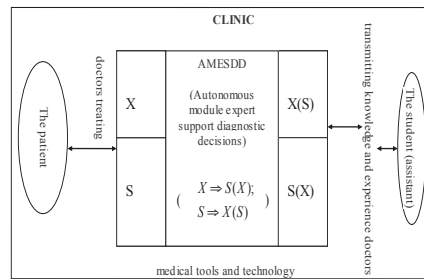 CLINIC
The patient
doctors treating
X
S
AMESDD
(Autonomous
module expert
support diagnostic
decisions)
( X ⇒ S(X);
S ⇒ X(S) )
X(S)
S(X)
transmitting knowledge and experience doctors
The student (assistant)
medical tools and technology